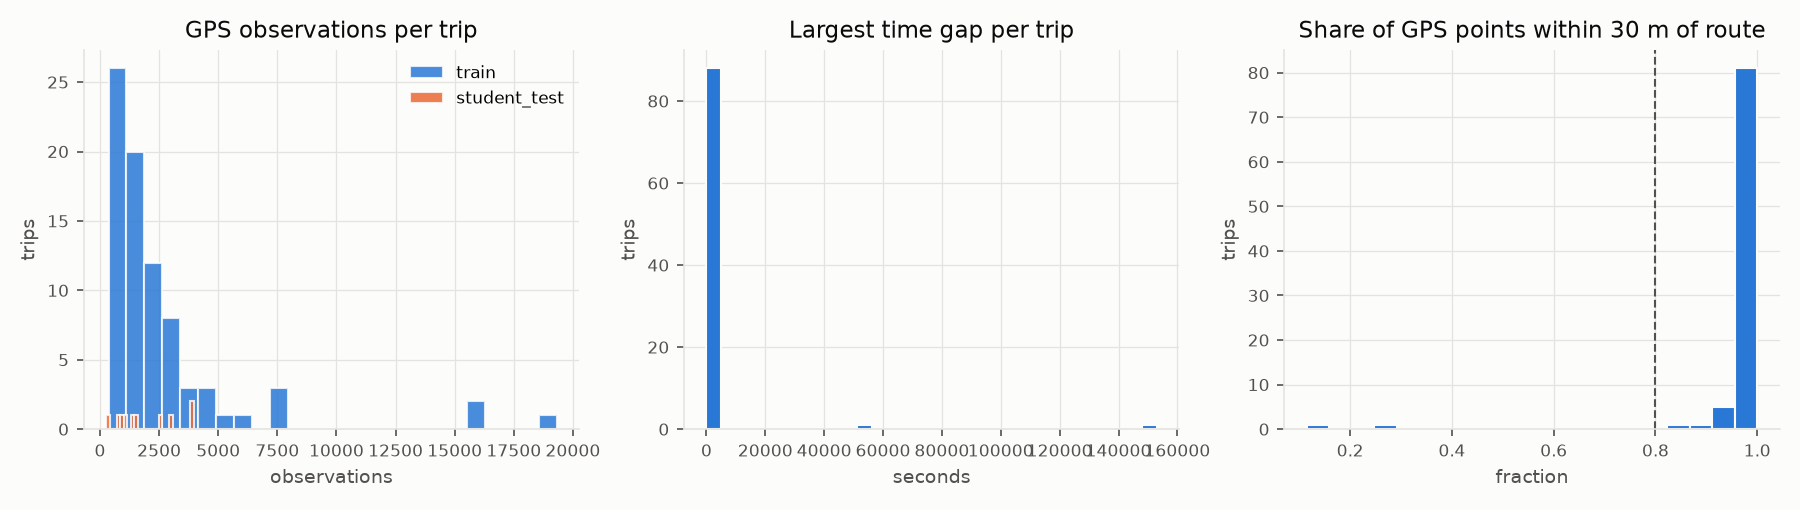 GPS observations per trip
train
student_test
25
20
15
10
5
0
trips
0 2500 5000 7500 10000 12500 15000 17500 20000
observations
Largest time gap per trip
80
60
40
20
0
trips
0 20000 40000 60000 80000 100000 120000 140000 160000
seconds
Share of GPS points within 30 m of route
80
70
60
50
40
30
20
10
0
trips
0.2 0.4 0.6 0.8 1.0
fraction